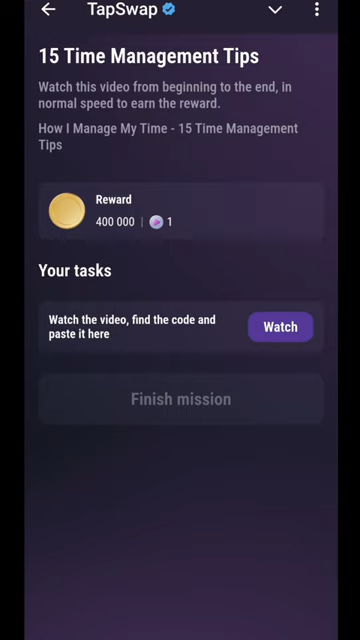 TapSwap
15 Time Management Tips
Watch this video from beginning to the end, in
normal speed to earn the reward.
How I Manage My Time - 15 Time Management
Tips
Reward
400 000 | 1
Your tasks
Watch the video, find the code and
paste it here
Watch
Finish mission